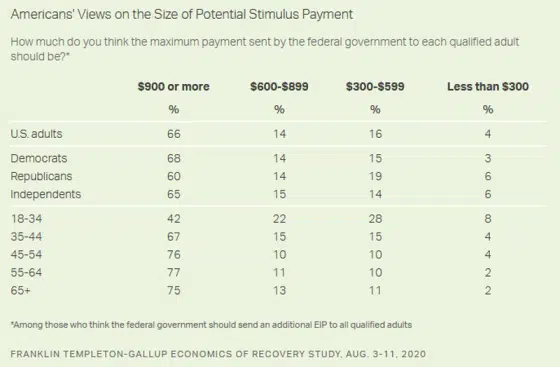 Americans' Views on the Size of Potential Stimulus Payment
How much do you think the maximum payment sent by the federal government to each qualified adult
should be?*
$900 or more $600-$899 $300-$599 Less than $300
% % % %
U.S. adults 66 14 16 4
Democrats 68 14 15 3
Republicans 60 14 19 6
Independents 65 15 14 6
18-34 42 22 28 8
35-44 67 15 15 4
45-54 76 10 10 4
55-64 77 11 10 2
65+ 75 13 11 2
*Among those who think the federal government should send an additional EIP to all qualified adults
FRANKLIN TEMPLETON-GALLUP ECONOMICS OF RECOVERY STUDY, AUG. 3-11, 2020